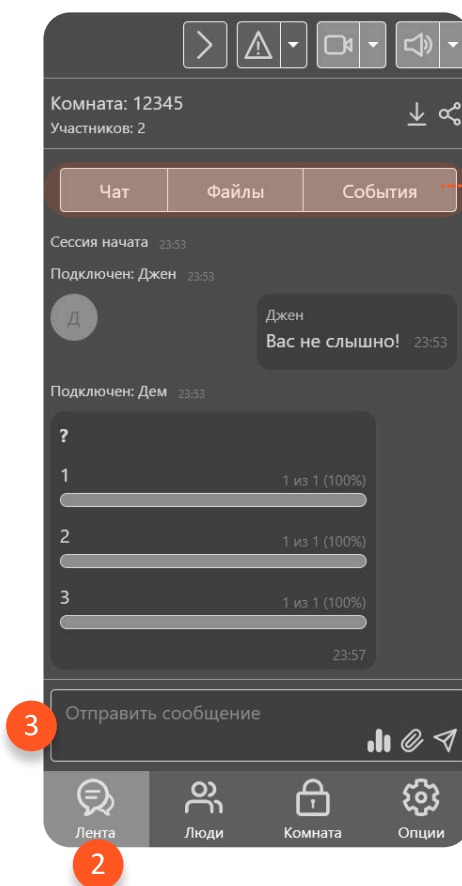 Комната: 12345
Участников: 2
Чат Файлы События
Сессия начата 23:53
Подключен: Джен 23:53
Д
Джен
Вас не слышно! 23:53
Подключен: Дем 23:53
?
1 1 из 1 (100%)
2 1 из 1 (100%)
3 1 из 1 (100%)
23:57
3 Отправить сообщение
Лента Люди Комната Опции
2